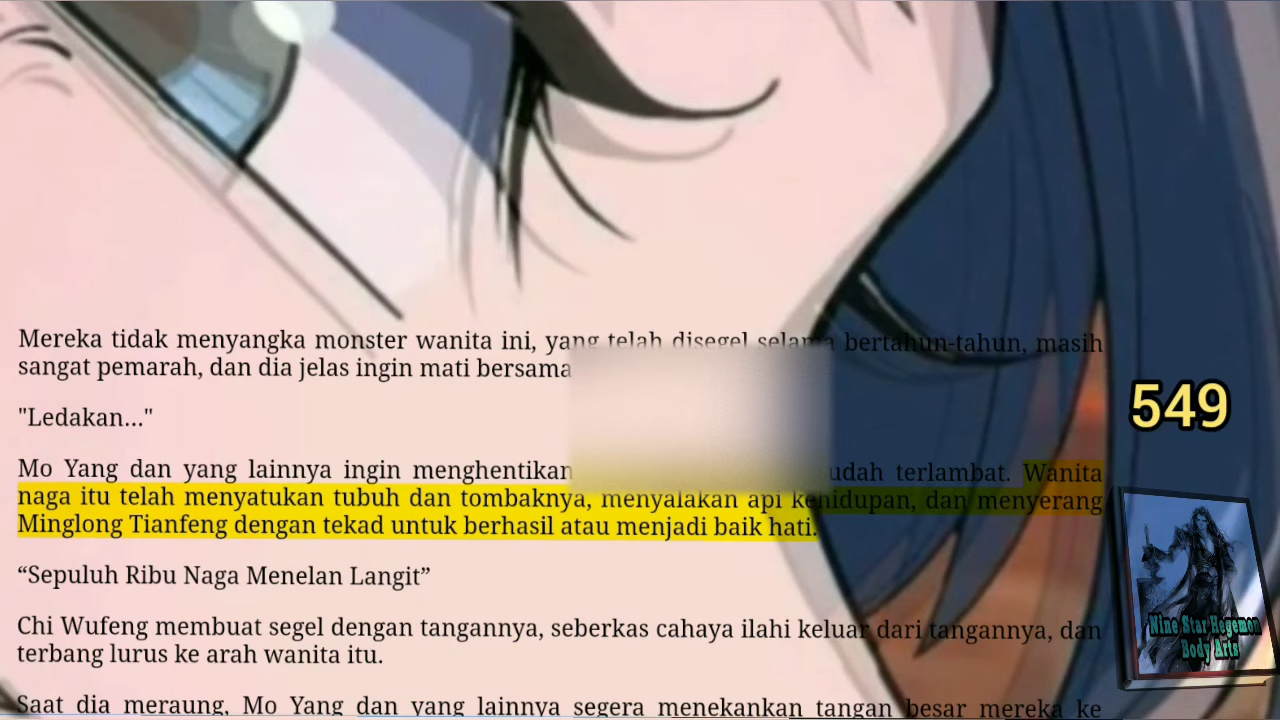 Mereka tidak menyangka monster wanita ini, yang telah disegel selama bertahun-tahun, masih
sangat pemarah, dan dia jelas ingin mati bersama
"Ledakan..."
Mo Yang dan yang lainnya ingin menghentikan udah terlambat. Wanita
naga itu telah menyatukan tubuh dan tombaknya, menyalakan api kehidupan, dan menyerang
Minglong Tianfeng dengan tekad untuk berhasil atau menjadi baik hati.
“Sepuluh Ribu Naga Menelan Langit”
Chi Wufeng membuat segel dengan tangannya, seberkas cahaya ilahi keluar dari tangannya, dan
terbang lurus ke arah wanita itu.
Saat dia meraung, Mo Yang dan yang lainnya segera menekankan tangan besar mereka ke
549
Nine Star Hegemon
Body Arts